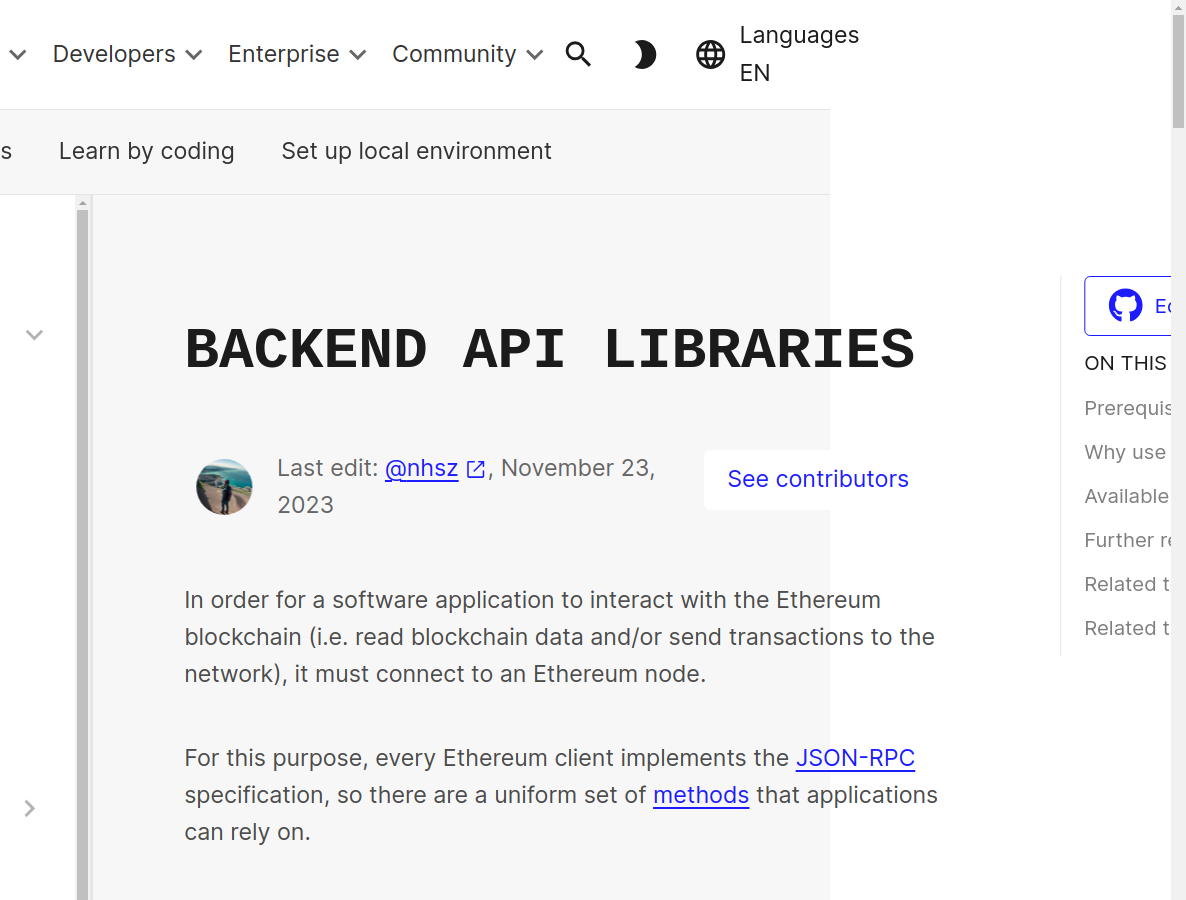 Developers Enterprise Community Languages
EN
s Learn by coding Set up local environment
BACKEND API LIBRARIES
Last edit: @nhsz , November 23,
2023
See contributors
In order for a software application to interact with the Ethereum
blockchain (i.e. read blockchain data and/or send transactions to the
network), it must connect to an Ethereum node.
For this purpose, every Ethereum client implements the JSON-RPC
specification, so there are a uniform set of methods that applications
can rely on.
ON THIS
Why use
Available
Further
Related t
Related t